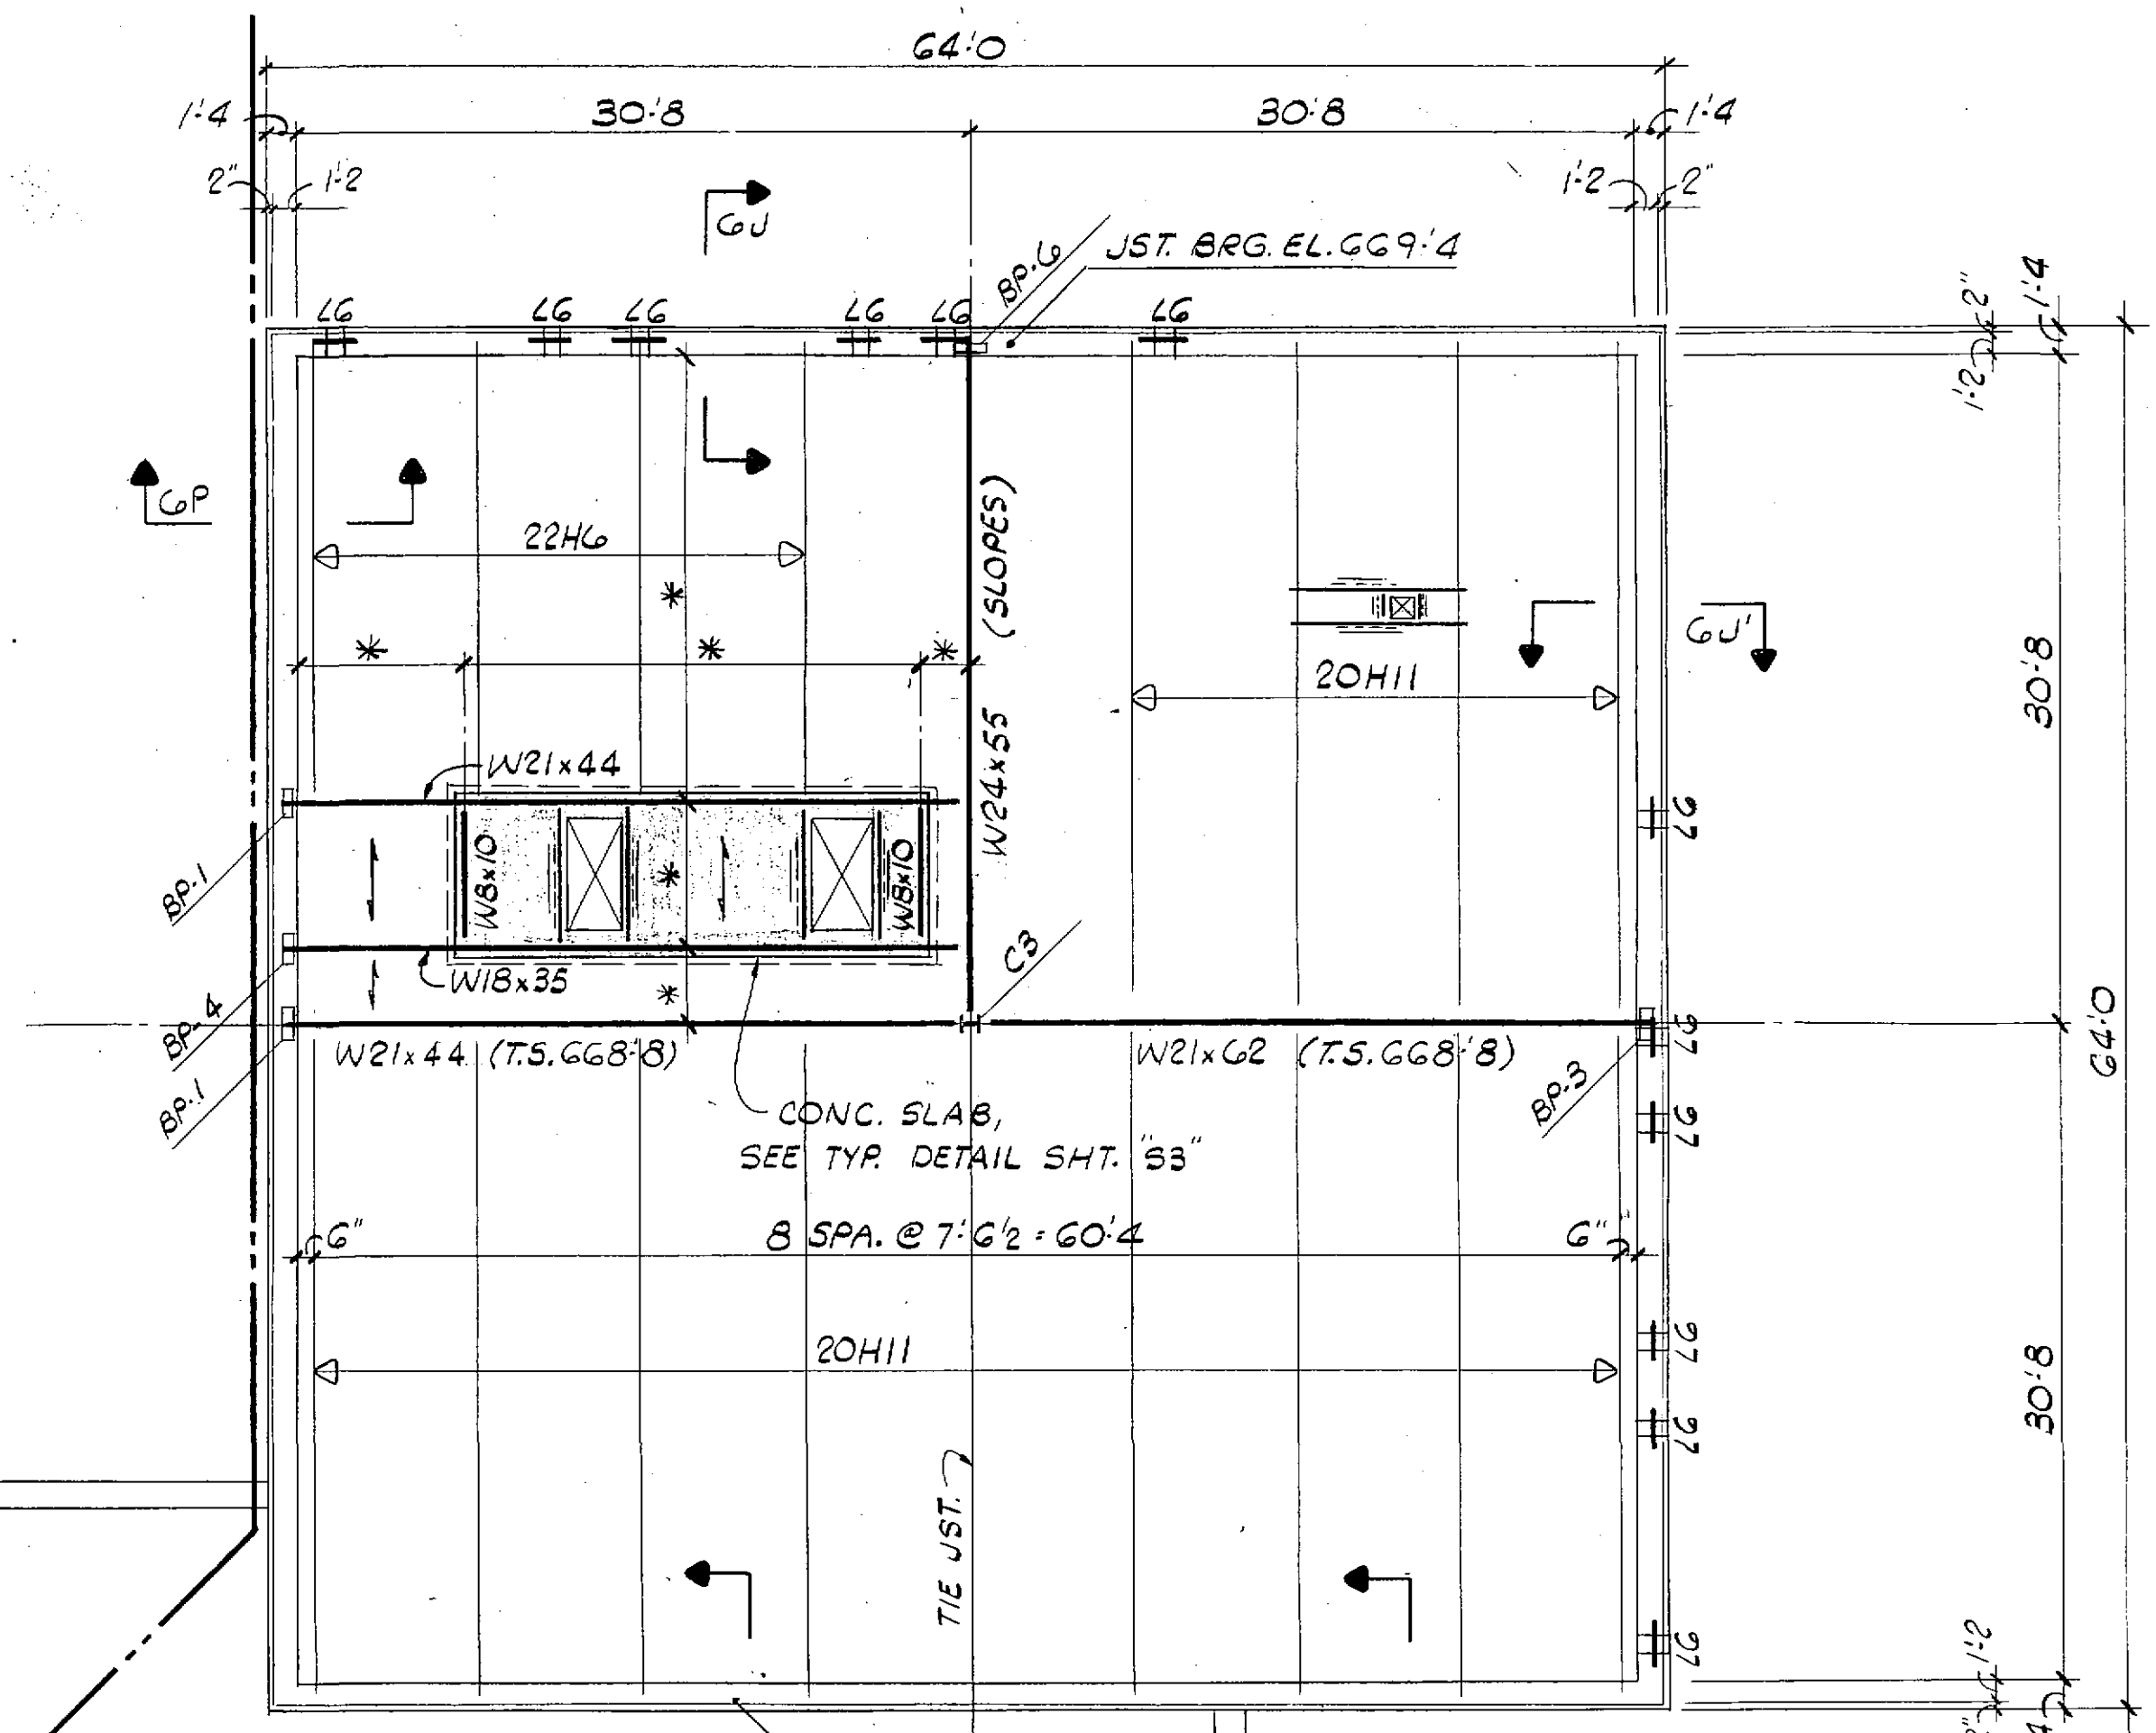 64'-0
1'-4
30'-8
30'-8
1'-4
2"
1'-2
1'-2
2"
6J
BP-6
JST. BRG. EL. 669'-4
L6
L6
L6
L6
L6
L6
2"
1'-4
1'-2
6P
22H6
(SLOPES)
W24x55
20H11
6J'
30'-8
W21x44
W8x10
W8x10
BP-1
W18x35
C3
L6
BP-4
BP-1
W21x44 (T.S. 668'-8)
W21x62 (T.S. 668'-8)
BP-3
L6
L6
64'-0
CONC. SLAB,
SEE TYP. DETAIL SHT. "S3"
6"
8 SPA. @ 7'-6 1/2 = 60'-4
6"
20H11
L6
L6
30'-8
TIE JST.
L6
1'-2